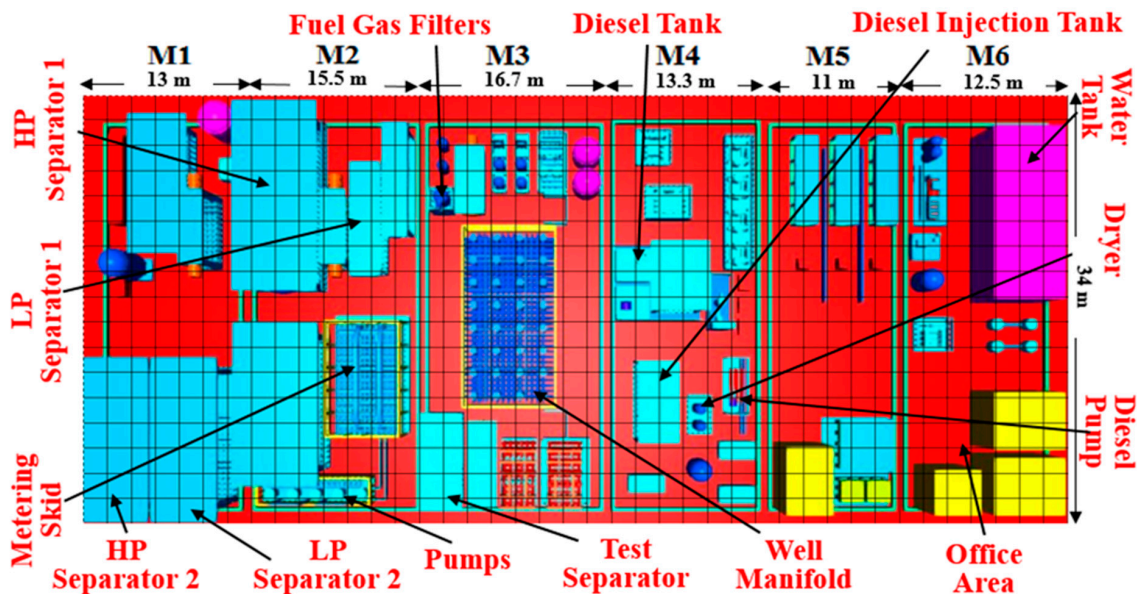 Fuel Gas Filters
Diesel Tank
Diesel Injection Tank
M1
M2
M3
M4
M5
M6
13 m
15.5 m
16.7 m
13.3 m
11 m
12.5 m
HP
Separator 1
LP
Separator 1
Metering
Skid
Water
Tank
Dryer
34 m
Diesel
Pump
HP
Separator 2
LP
Separator 2
Pumps
Test
Separator
Well
Manifold
Office
Area